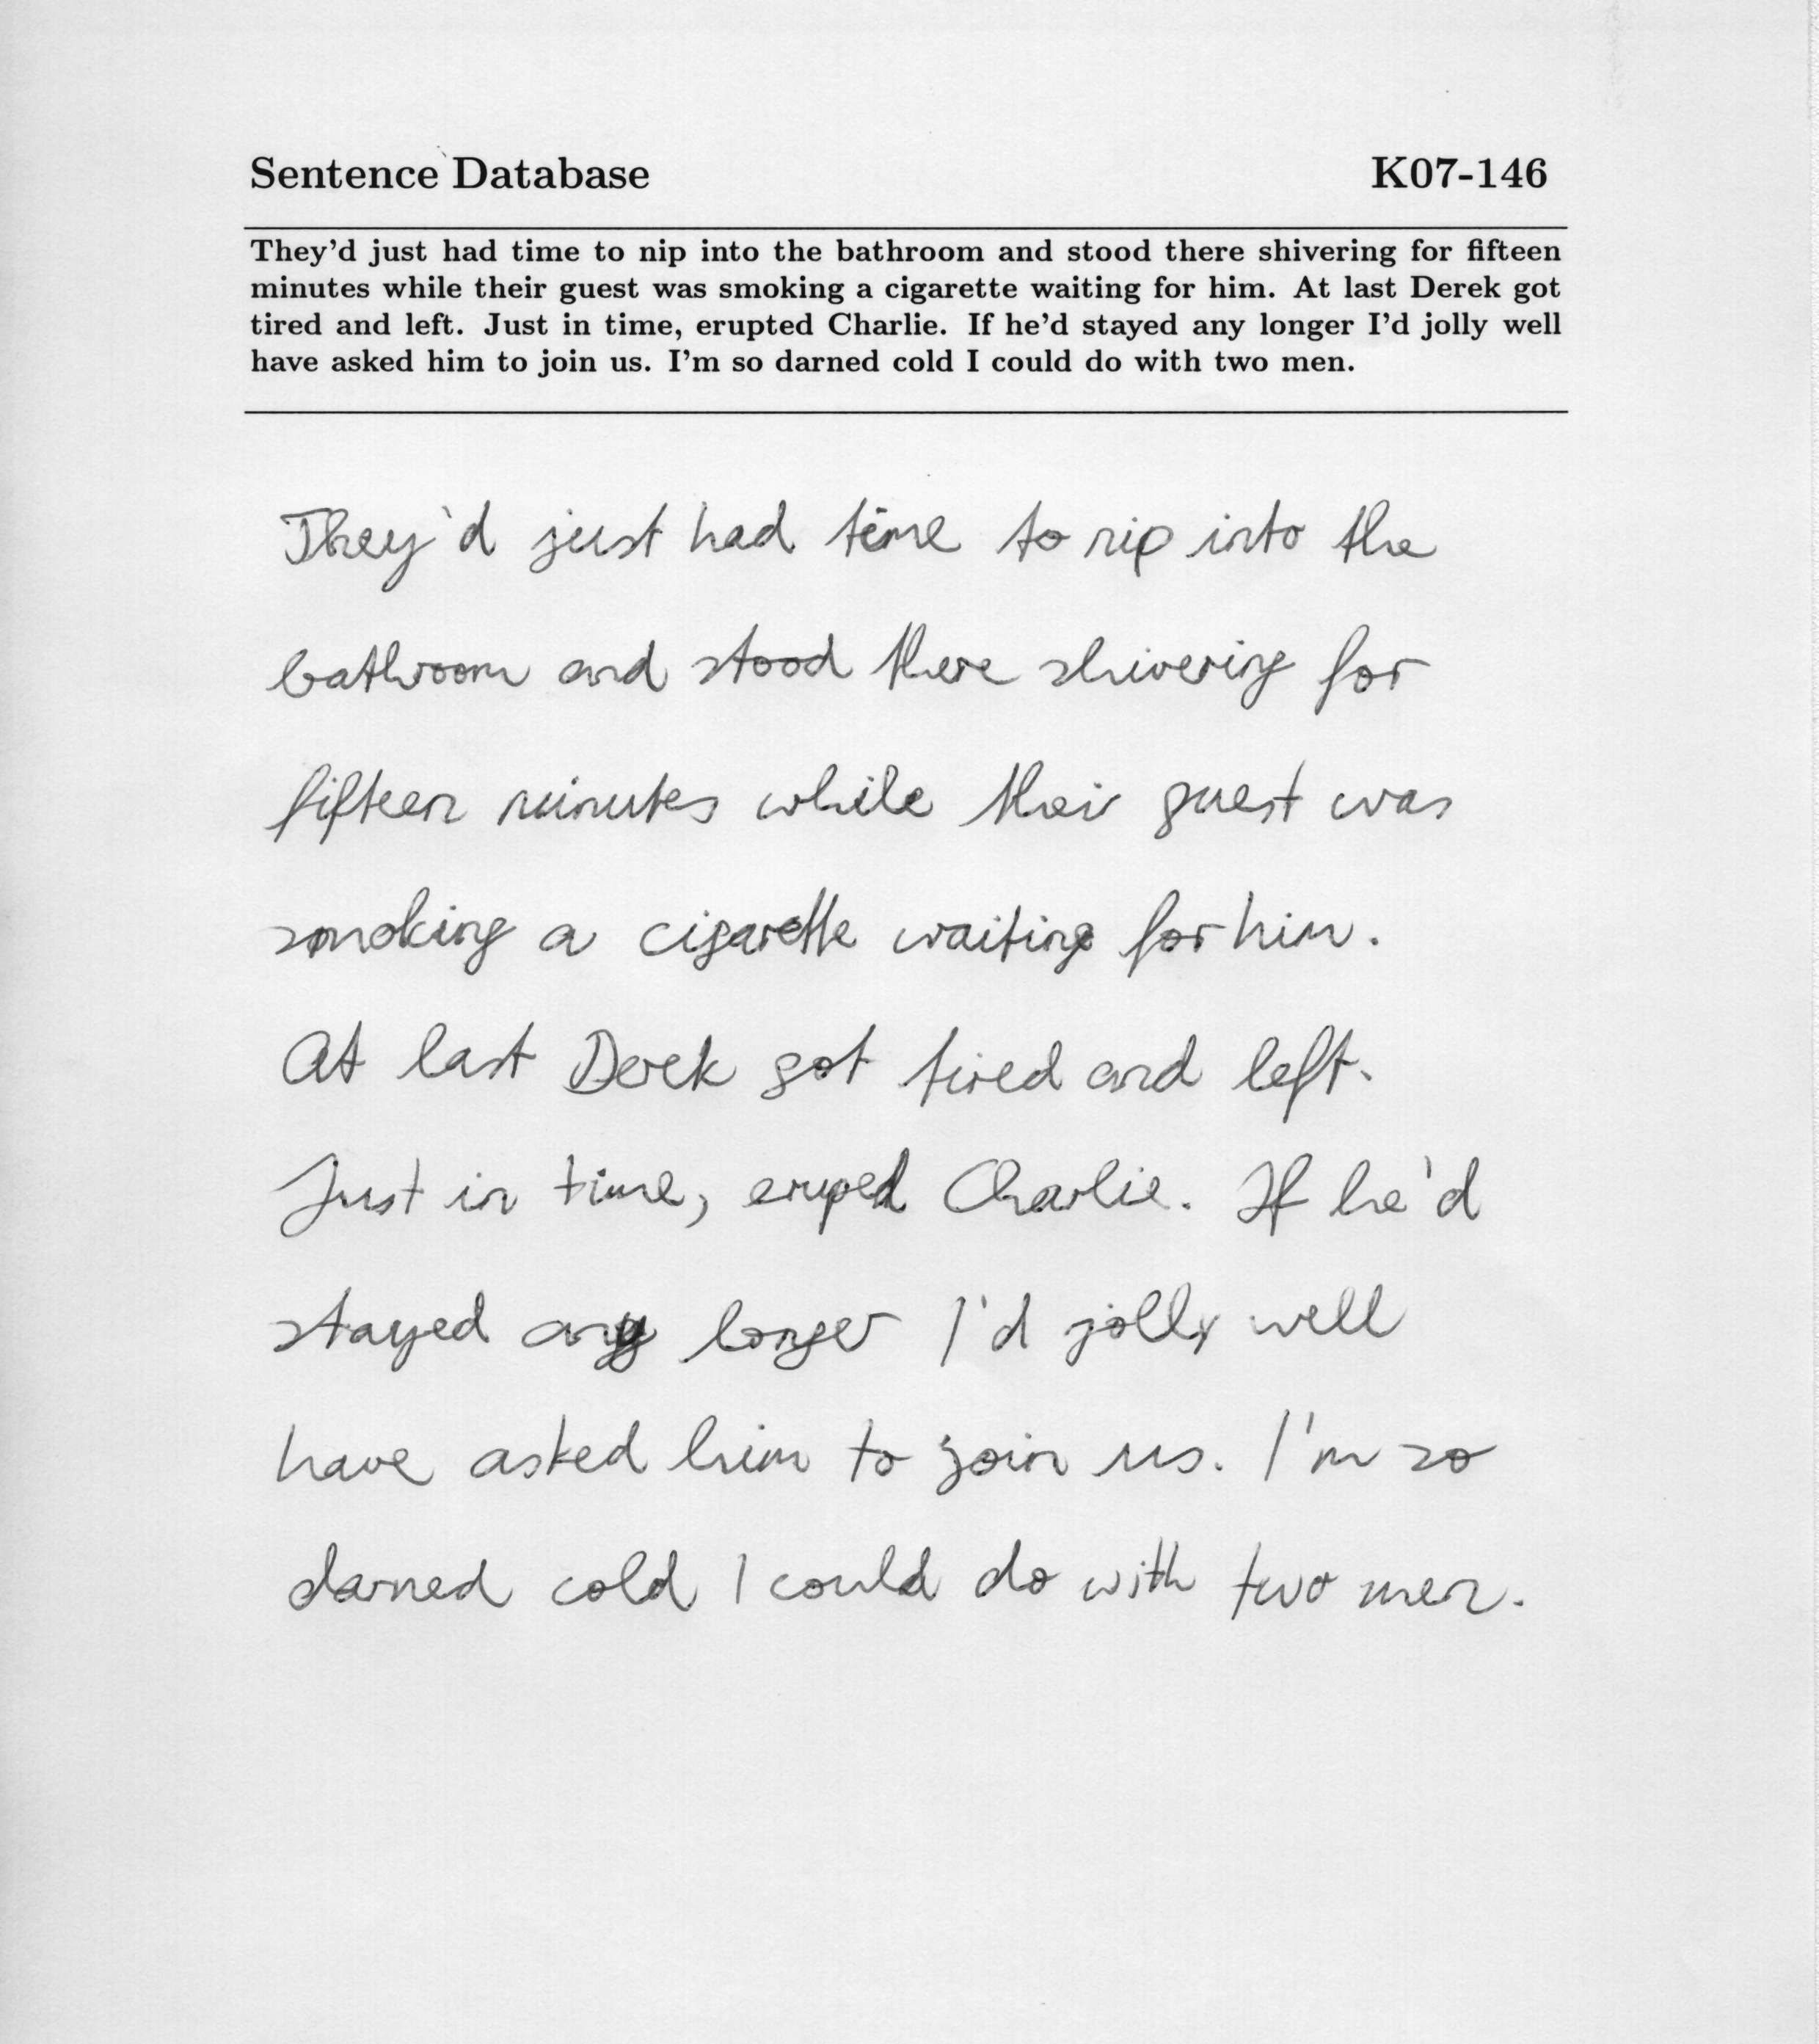 Sentence Database K07-146
They'd just had time to nip into the bathroom and stood there shivering for fifteen
minutes while their guest was smoking a cigarette waiting for him. At last Derek got
tired and left. Just in time, erupted Charlie. If he'd stayed any longer I'd jolly well
have asked him to join us. I'm so darned cold I could do with two men.
They'd just had time to nip into the
bathroom and stood there shivering for
fifteen minutes while their guest was
smoking a cigarette waiting for him.
At last Derek got tired and left.
Just in time, eruped Charlie. If he'd
stayed any longer I'd jolly well
have asked him to join us. I'm so
darned cold I could do with two men.